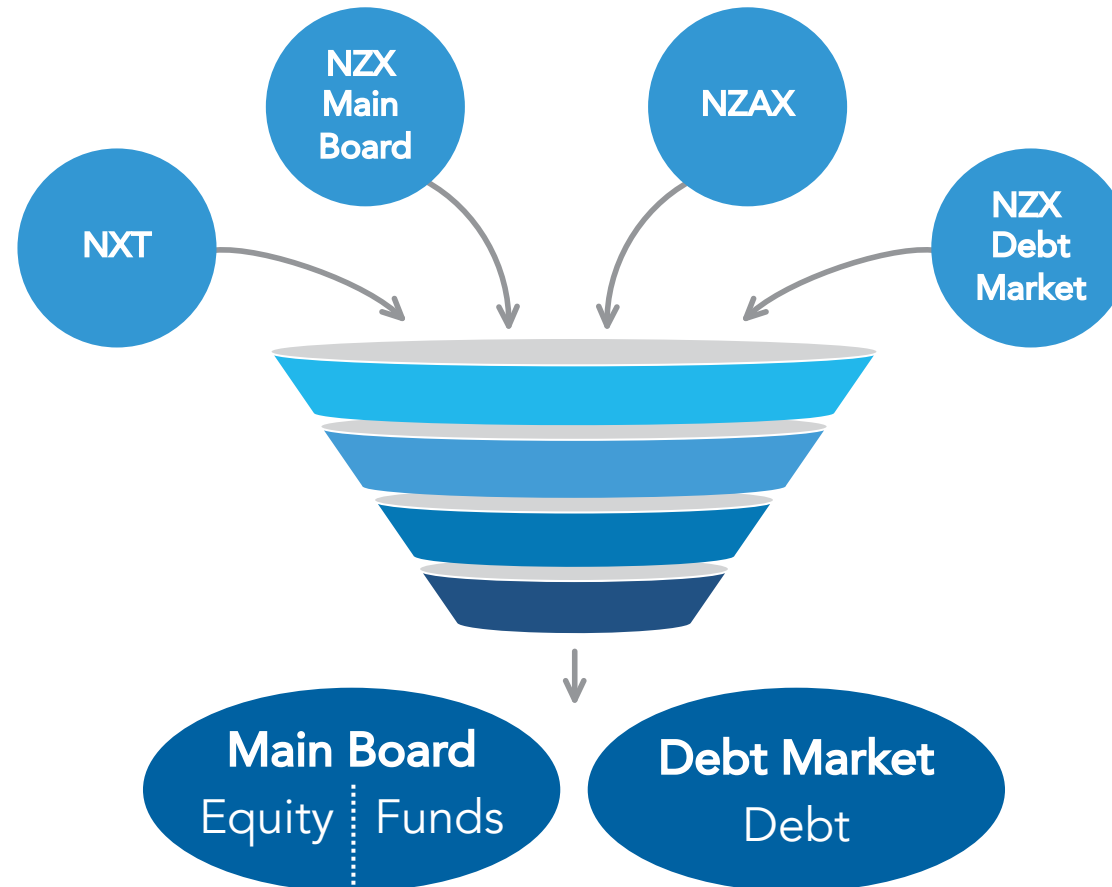 NZX
Main
Board
NZAX
NXT
NZX
Debt
Market
Main Board
Equity Funds
Debt Market
Debt